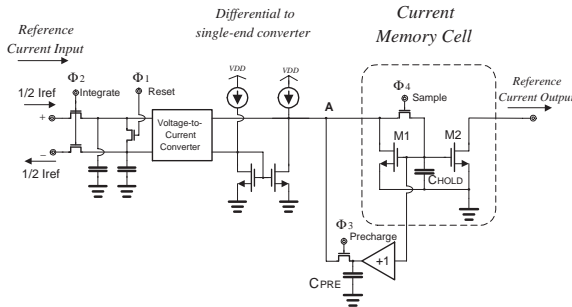 Differential to
single-end converter
Current
Memory Cell
Reference
Current Input
Φ2
Integrate
Φ1
Reset
VDD
VDD
A
Φ4
Sample
Reference
Current Output
1/2 Iref
+
Voltage-to-
Current
Converter
M1
M2
−
1/2 Iref
CHOLD
Φ3
Precharge
+1
CPRE